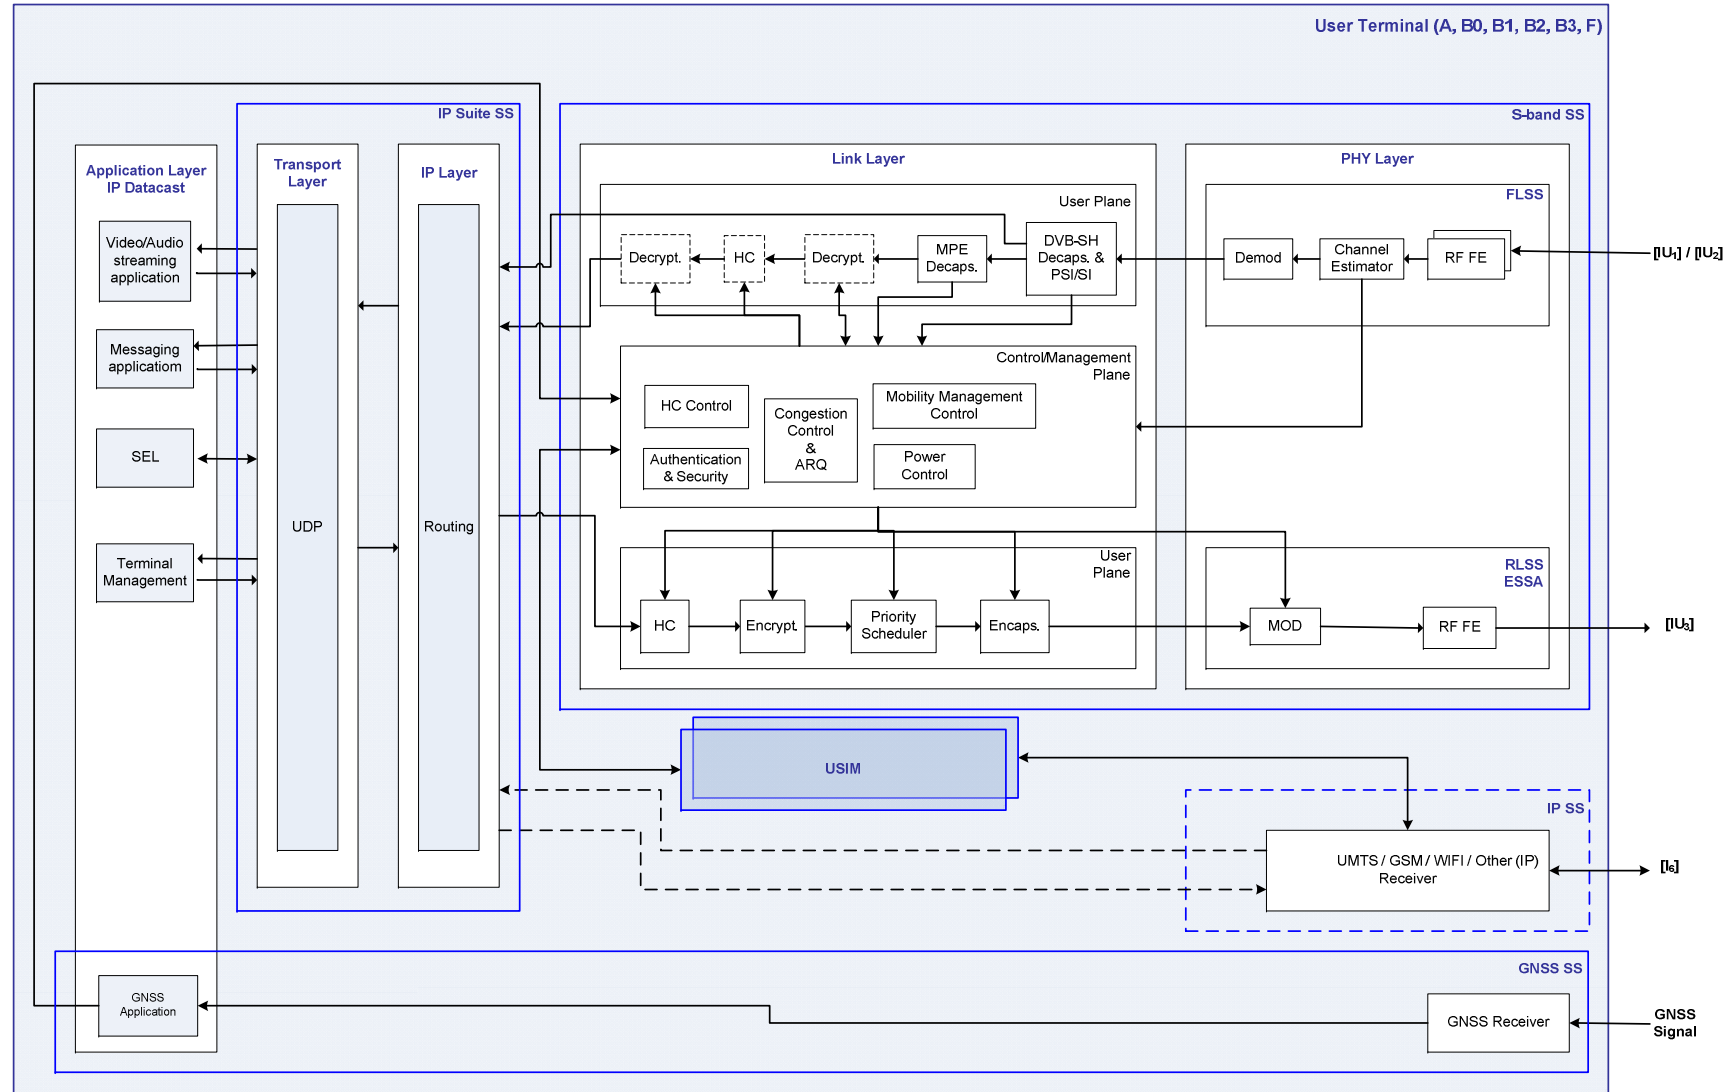 User Terminal (A, B0, B1, B2, B3, F)
IP Suite SS
S-band SS
Application Layer
IP Datacast
Transport
Layer
IP Layer
Link Layer
PHY Layer
User Plane
FLSS
Video/Audio
streaming
application
Decrypt.
HC
Decrypt.
MPE
Decaps.
DVB-SH
Decaps. &
PSI/SI
Demod
Channel
Estimator
RF FE
[IU1] / [IU2]
Messaging
applicatiom
Control/Management
Plane
HC Control
Congestion
Control
&
ARQ
Mobility Management
Control
Authentication
& Security
Power
Control
SEL
UDP
Routing
Terminal
Management
User
Plane
RLSS
ESSA
HC
Encrypt.
Priority
Scheduler
Encaps.
MOD
RF FE
[IU3]
USIM
IP SS
UMTS / GSM / WIFI / Other (IP)
Receiver
[I6]
GNSS SS
GNSS
Application
GNSS Receiver
GNSS
Signal